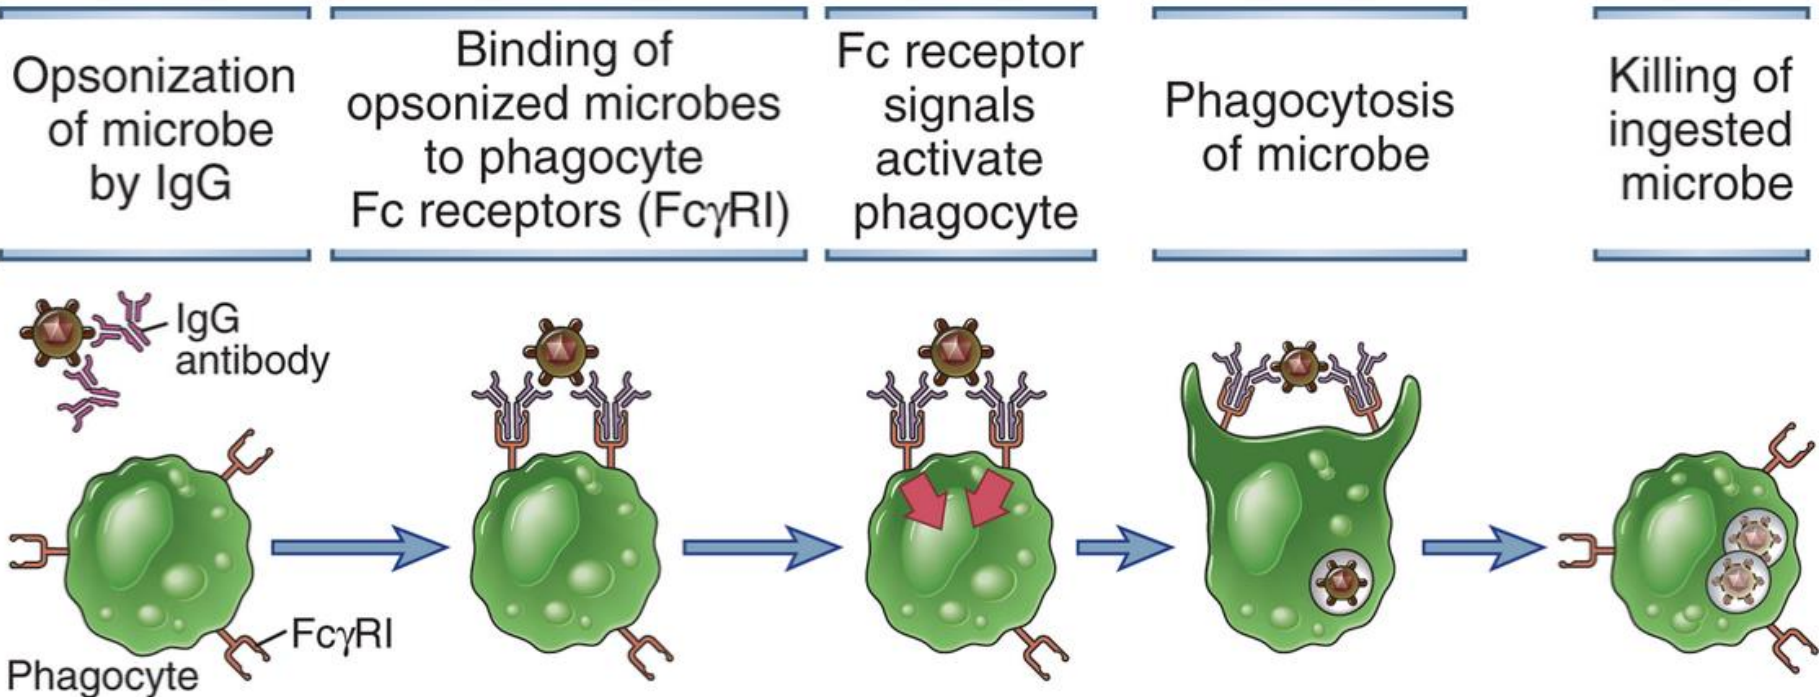 Opsonization
of microbe
by IgG
Binding of
opsonized microbes
to phagocyte
Fc receptors (FcγRI)
Fc receptor
signals
activate
phagocyte
Phagocytosis
of microbe
Killing of
ingested
microbe
IgG
antibody
FcγRI
Phagocyte